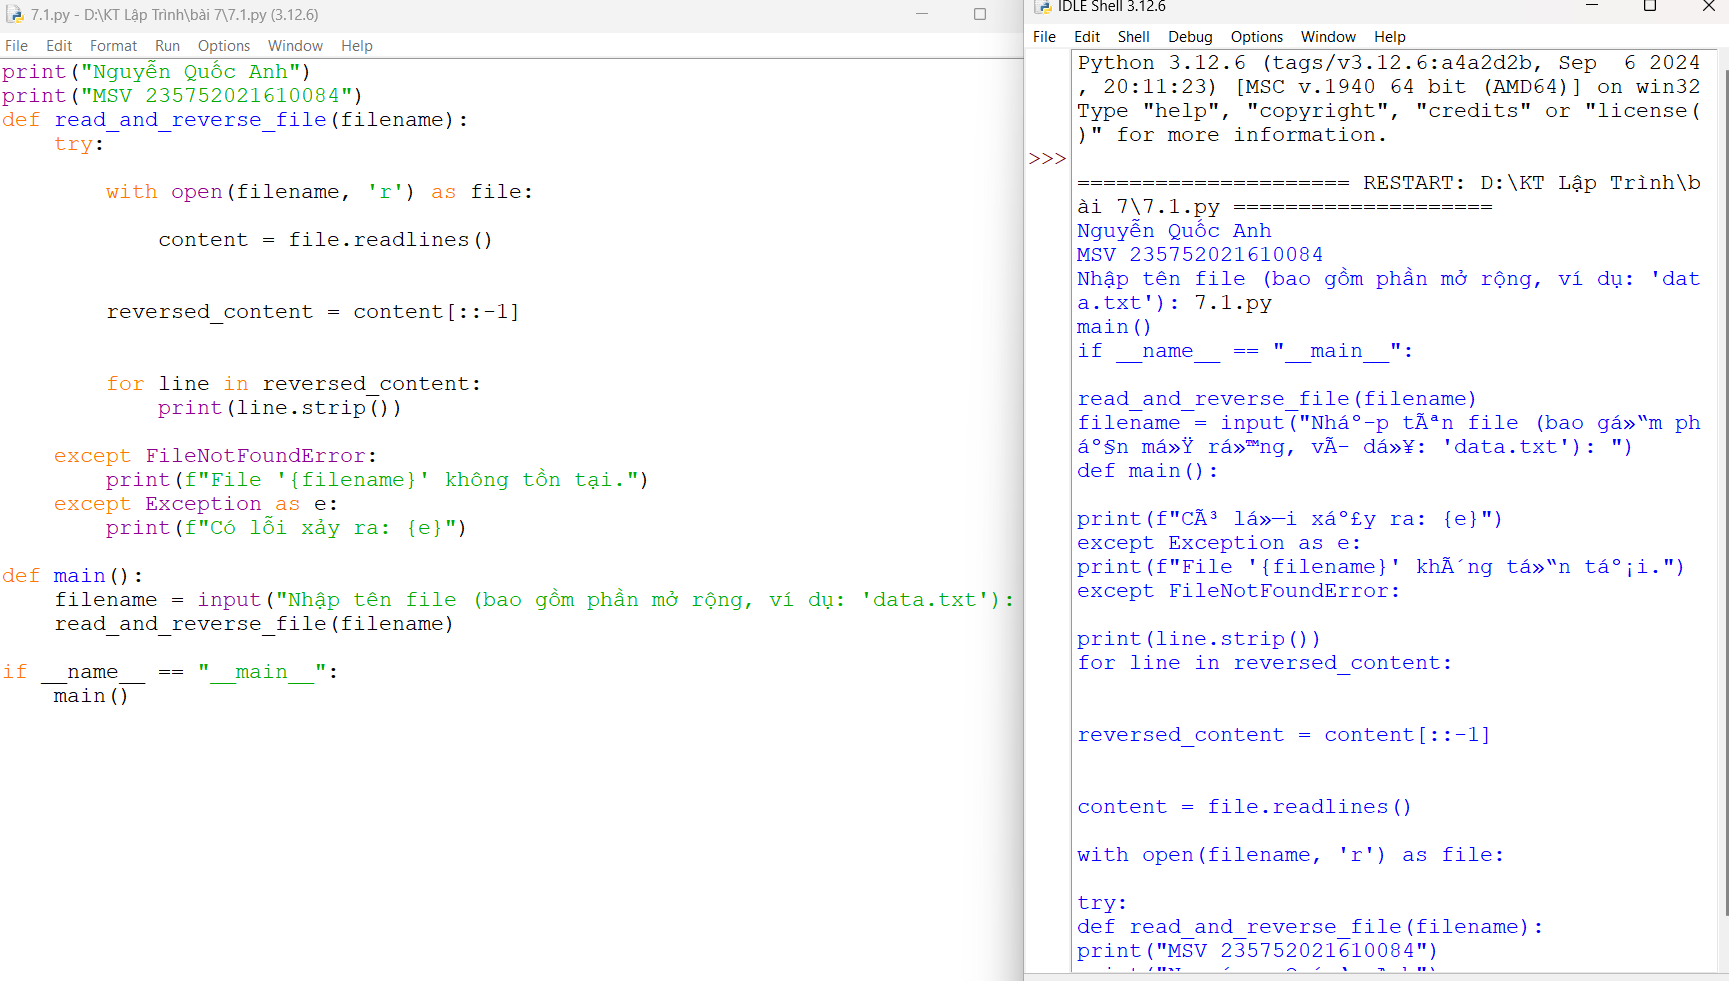 7.1.py - D:\KT Lập Trình\bài 7\7.1.py (3.12.6)
File Edit Format Run Options Window Help
print("Nguyễn Quốc Anh")
print("MSV 235752021610084")
def read_and_reverse_file(filename):
    try:
        with open(filename, 'r') as file:
            content = file.readlines()
        reversed_content = content[::-1]
        for line in reversed_content:
            print(line.strip())
    except FileNotFoundError:
        print(f"File '{filename}' không tồn tại.")
    except Exception as e:
        print(f"Có lỗi xảy ra: {e}")
def main():
    filename = input("Nhập tên file (bao gồm phần mở rộng, ví dụ: 'data.txt'):
    read_and_reverse_file(filename)
if __name__ == "__main__":
    main()
IDLE Shell 3.12.6
File Edit Shell Debug Options Window Help
Python 3.12.6 (tags/v3.12.6:a4a2d2b, Sep  6 2024
, 20:11:23) [MSC v.1940 64 bit (AMD64)] on win32
Type "help", "copyright", "credits" or "license(
)" for more information.
>>>
===================== RESTART: D:\KT Lập Trình\b
ài 7\7.1.py ====================
Nguyễn Quốc Anh
MSV 235752021610084
Nhập tên file (bao gồm phần mở rộng, ví dụ: 'dat
a.txt'): 7.1.py
main()
if __name__ == "__main__":
read_and_reverse_file(filename)
filename = input("Nháº­p tÃªn file (bao gá»“m ph
áº§n má»Ÿ rá»™ng, vÃ­ dá»¥: 'data.txt'): ")
def main():
print(f"CÃ³ lá»—i xáº£y ra: {e}")
except Exception as e:
print(f"File '{filename}' khÃ´ng tá»“n táº¡i.")
except FileNotFoundError:
print(line.strip())
for line in reversed_content:
reversed_content = content[::-1]
content = file.readlines()
with open(filename, 'r') as file:
try:
def read_and_reverse_file(filename):
print("MSV 235752021610084")